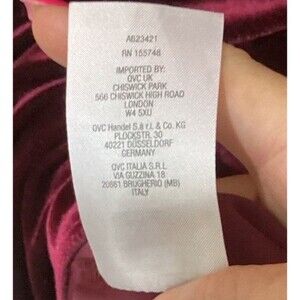 A623421
RN 155748
IMPORTED BY:
QVC UK
CHISWICK PARK
566 CHISWICK HIGH ROAD
LONDON
W4 5XU
QVC Handel S.à r.l. & Co. KG
PLOCKSTR. 30
40221 DÜSSELDORF
GERMANY
QVC ITALIA S.R.L.
VIA GUZZINA 18
20861 BRUGHERIO (MB)
ITALY